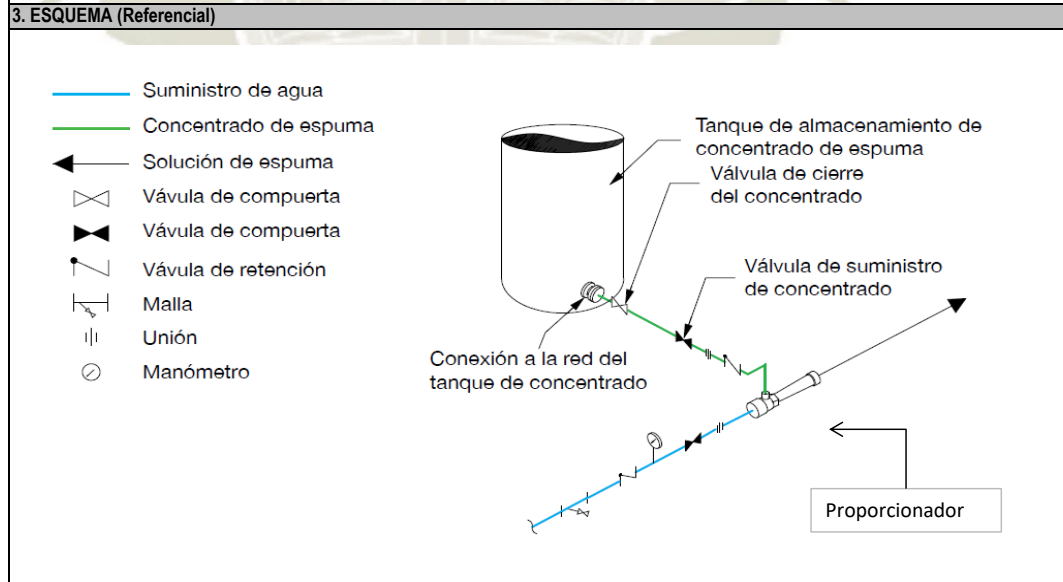 3. ESQUEMA (Referencial)
Suministro de agua
Concentrado de espuma
Solución de espuma
Vávula de compuerta
Vávula de compuerta
Vávula de retención
Malla
Unión
Manómetro
Tanque de almacenamiento de
concentrado de espuma
Válvula de cierre
del concentrado
Válvula de suministro
de concentrado
Conexión a la red del
tanque de concentrado
Proporcionador